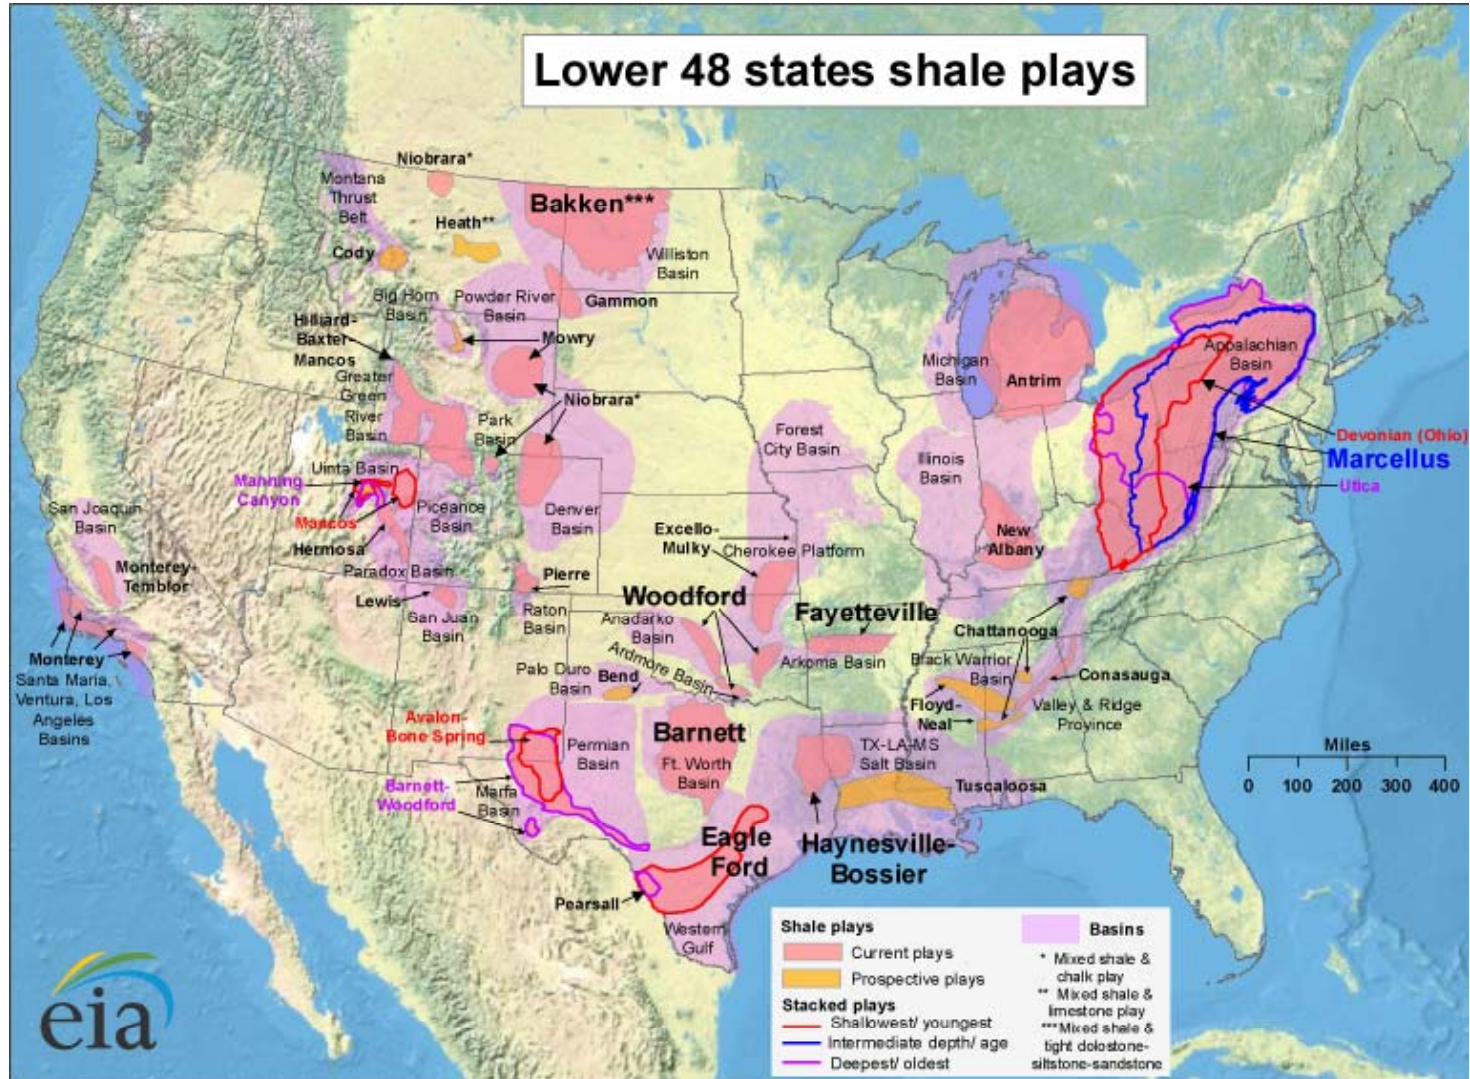 Lower 48 states shale plays
Niobrara*
Montana
Thrust
Belt
Bakken***
Heath**
Cody
Williston
Basin
Big Horn
Basin
Powder River
Basin
Gammon
Hilliard-
Baxter-
Mancos
Mowry
Greater
Green
River
Basin
Michigan
Basin
Antrim
Appalachian
Basin
Niobrara*
Park
Basin
Forest
City Basin
Devonian (Ohio)
Marcellus
Utica
Illinois
Basin
Uinta Basin
Manning
Canyon
Mancos
Piceance
Basin
Denver
Basin
San Joaquin
Basin
Hermosa
Excello-
Mulky
Cherokee Platform
New
Albany
Monterey-
Temblor
Paradox Basin
Pierre
Lewis
San Juan
Basin
Raton
Basin
Woodford
Fayetteville
Anadarko
Basin
Ardmore Basin
Arkoma Basin
Chattanooga
Black Warrior
Basin
Conasauga
Monterey
Santa Maria,
Ventura, Los
Angeles
Basins
Palo Duro
Basin
Bend
Floyd-
Neal
Valley & Ridge
Province
Avalon-
Bone Spring
Permian
Basin
Barnett
Ft. Worth
Basin
TX-LA-MS
Salt Basin
Tuscaloosa
Barnett-
Woodford
Marfa
Basin
Eagle
Ford
Haynesville-
Bossier
Pearsall
Western
Gulf
Miles
0 100 200 300 400
Shale plays
Current plays
Prospective plays
Stacked plays
Shallowest/ youngest
Intermediate depth/ age
Deepest/ oldest
Basins
* Mixed shale &
chalk play
** Mixed shale &
limestone play
***Mixed shale &
tight dolostone-
siltstone-sandstone
eia